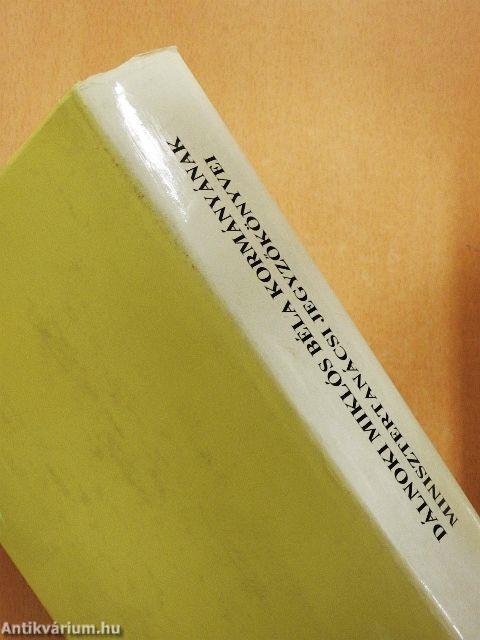 DÁLNOKI MIKLÓS BÉLA KORMÁNYÁNAK
MINISZTERTANÁCSI JEGYZŐKÖNYVEI
Antikvárium.hu